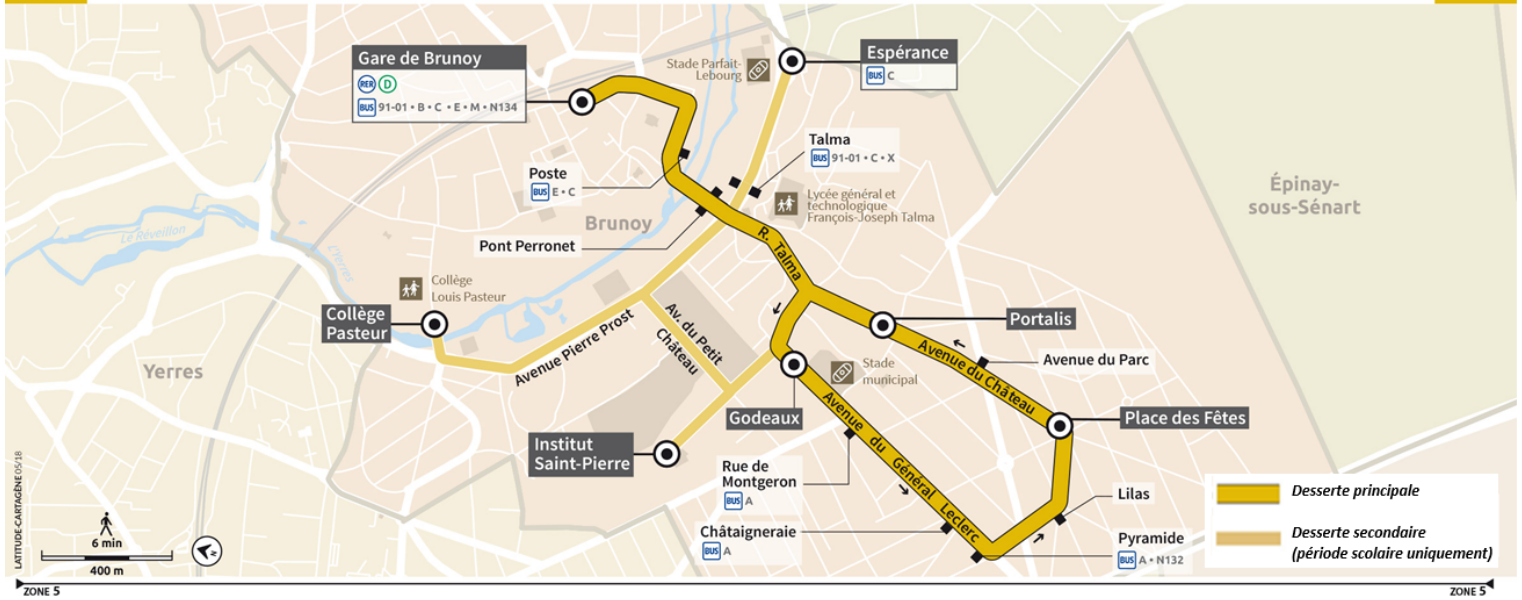 Gare de Brunoy
RER D
BUS 91-01 • B • C • E • M • N134
Stade Parfait-
Lebourg
Espérance
BUS C
Talma
BUS 91-01 • C • X
Poste
BUS E • C
Lycée général et
technologique
François-Joseph Talma
Épinay-
sous-Sénart
Brunoy
Le Réveillon
L'Yerres
Pont Perronet
R. Talma
Collège
Louis Pasteur
Collège
Pasteur
Av. du Petit
Château
Avenue Pierre Prost
Portalis
Avenue du Parc
Avenue du Château
Yerres
Stade
municipal
Godeaux
Place des Fêtes
Avenue du Général Leclerc
Institut
Saint-Pierre
Rue de
Montgeron
BUS A
Lilas
Châtaigneraie
BUS A
Pyramide
BUS A • N132
Desserte principale
Desserte secondaire
(période scolaire uniquement)
LATITUDE-CARTAGÈNE 05/18
6 min
400 m
N
ZONE 5
ZONE 5